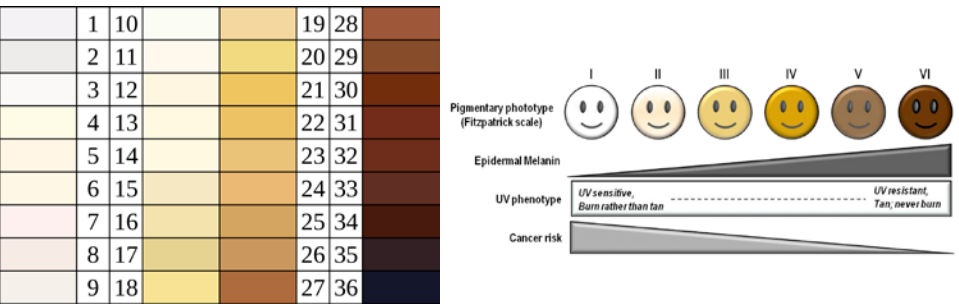 1 10 19 28
2 11 20 29
3 12 21 30
4 13 22 31
5 14 23 32
6 15 24 33
7 16 25 34
8 17 26 35
9 18 27 36
I II III IV V VI
Pigmentary phototype
(Fitzpatrick scale)
Epidermal Melanin
UV phenotype
UV sensitive,
Burn rather than tan
UV resistant,
Tan; never burn
Cancer risk